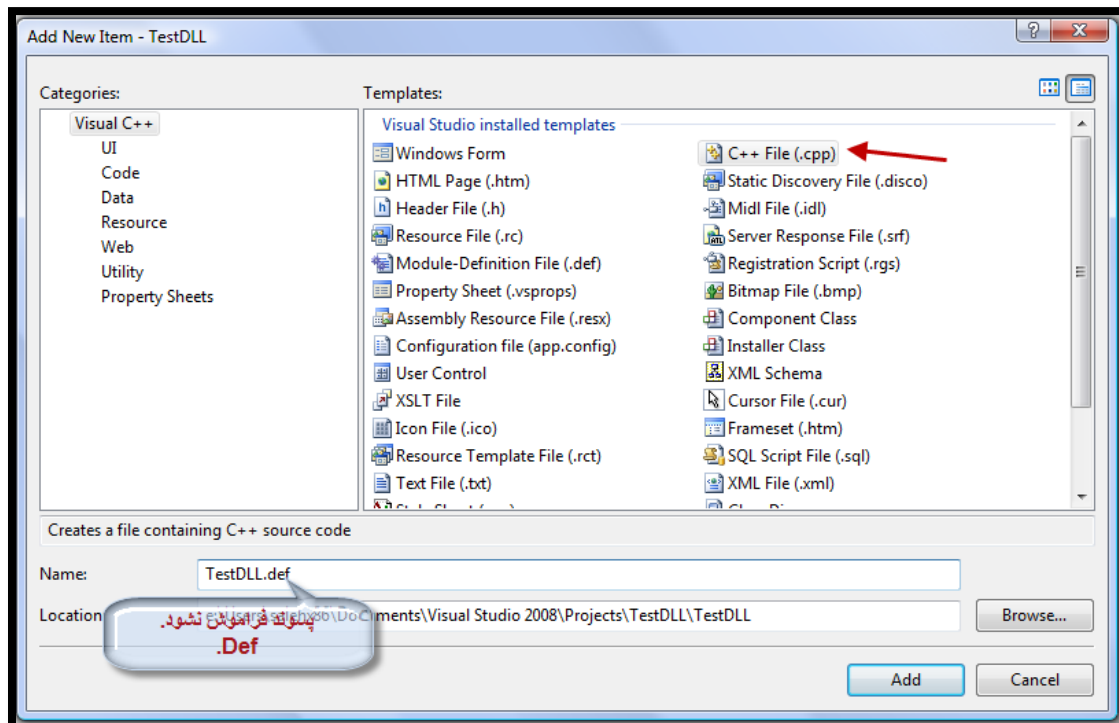 Add New Item - TestDLL
Categories:
Templates:
Visual C++
UI
Code
Data
Resource
Web
Utility
Property Sheets
Visual Studio installed templates
Windows Form
C++ File (.cpp)
HTML Page (.htm)
Static Discovery File (.disco)
Header File (.h)
Midl File (.idl)
Resource File (.rc)
Server Response File (.srf)
Module-Definition File (.def)
Registration Script (.rgs)
Property Sheet (.vsprops)
Bitmap File (.bmp)
Assembly Resource File (.resx)
Component Class
Configuration file (app.config)
Installer Class
User Control
XML Schema
XSLT File
Cursor File (.cur)
Icon File (.ico)
Frameset (.htm)
Resource Template File (.rct)
SQL Script File (.sql)
Text File (.txt)
XML File (.xml)
Creates a file containing C++ source code
Name:
TestDLL.def
Location
\Documents\Visual Studio 2008\Projects\TestDLL\TestDLL
Browse...
پسوند فراموش نشود.
.Def
Add
Cancel